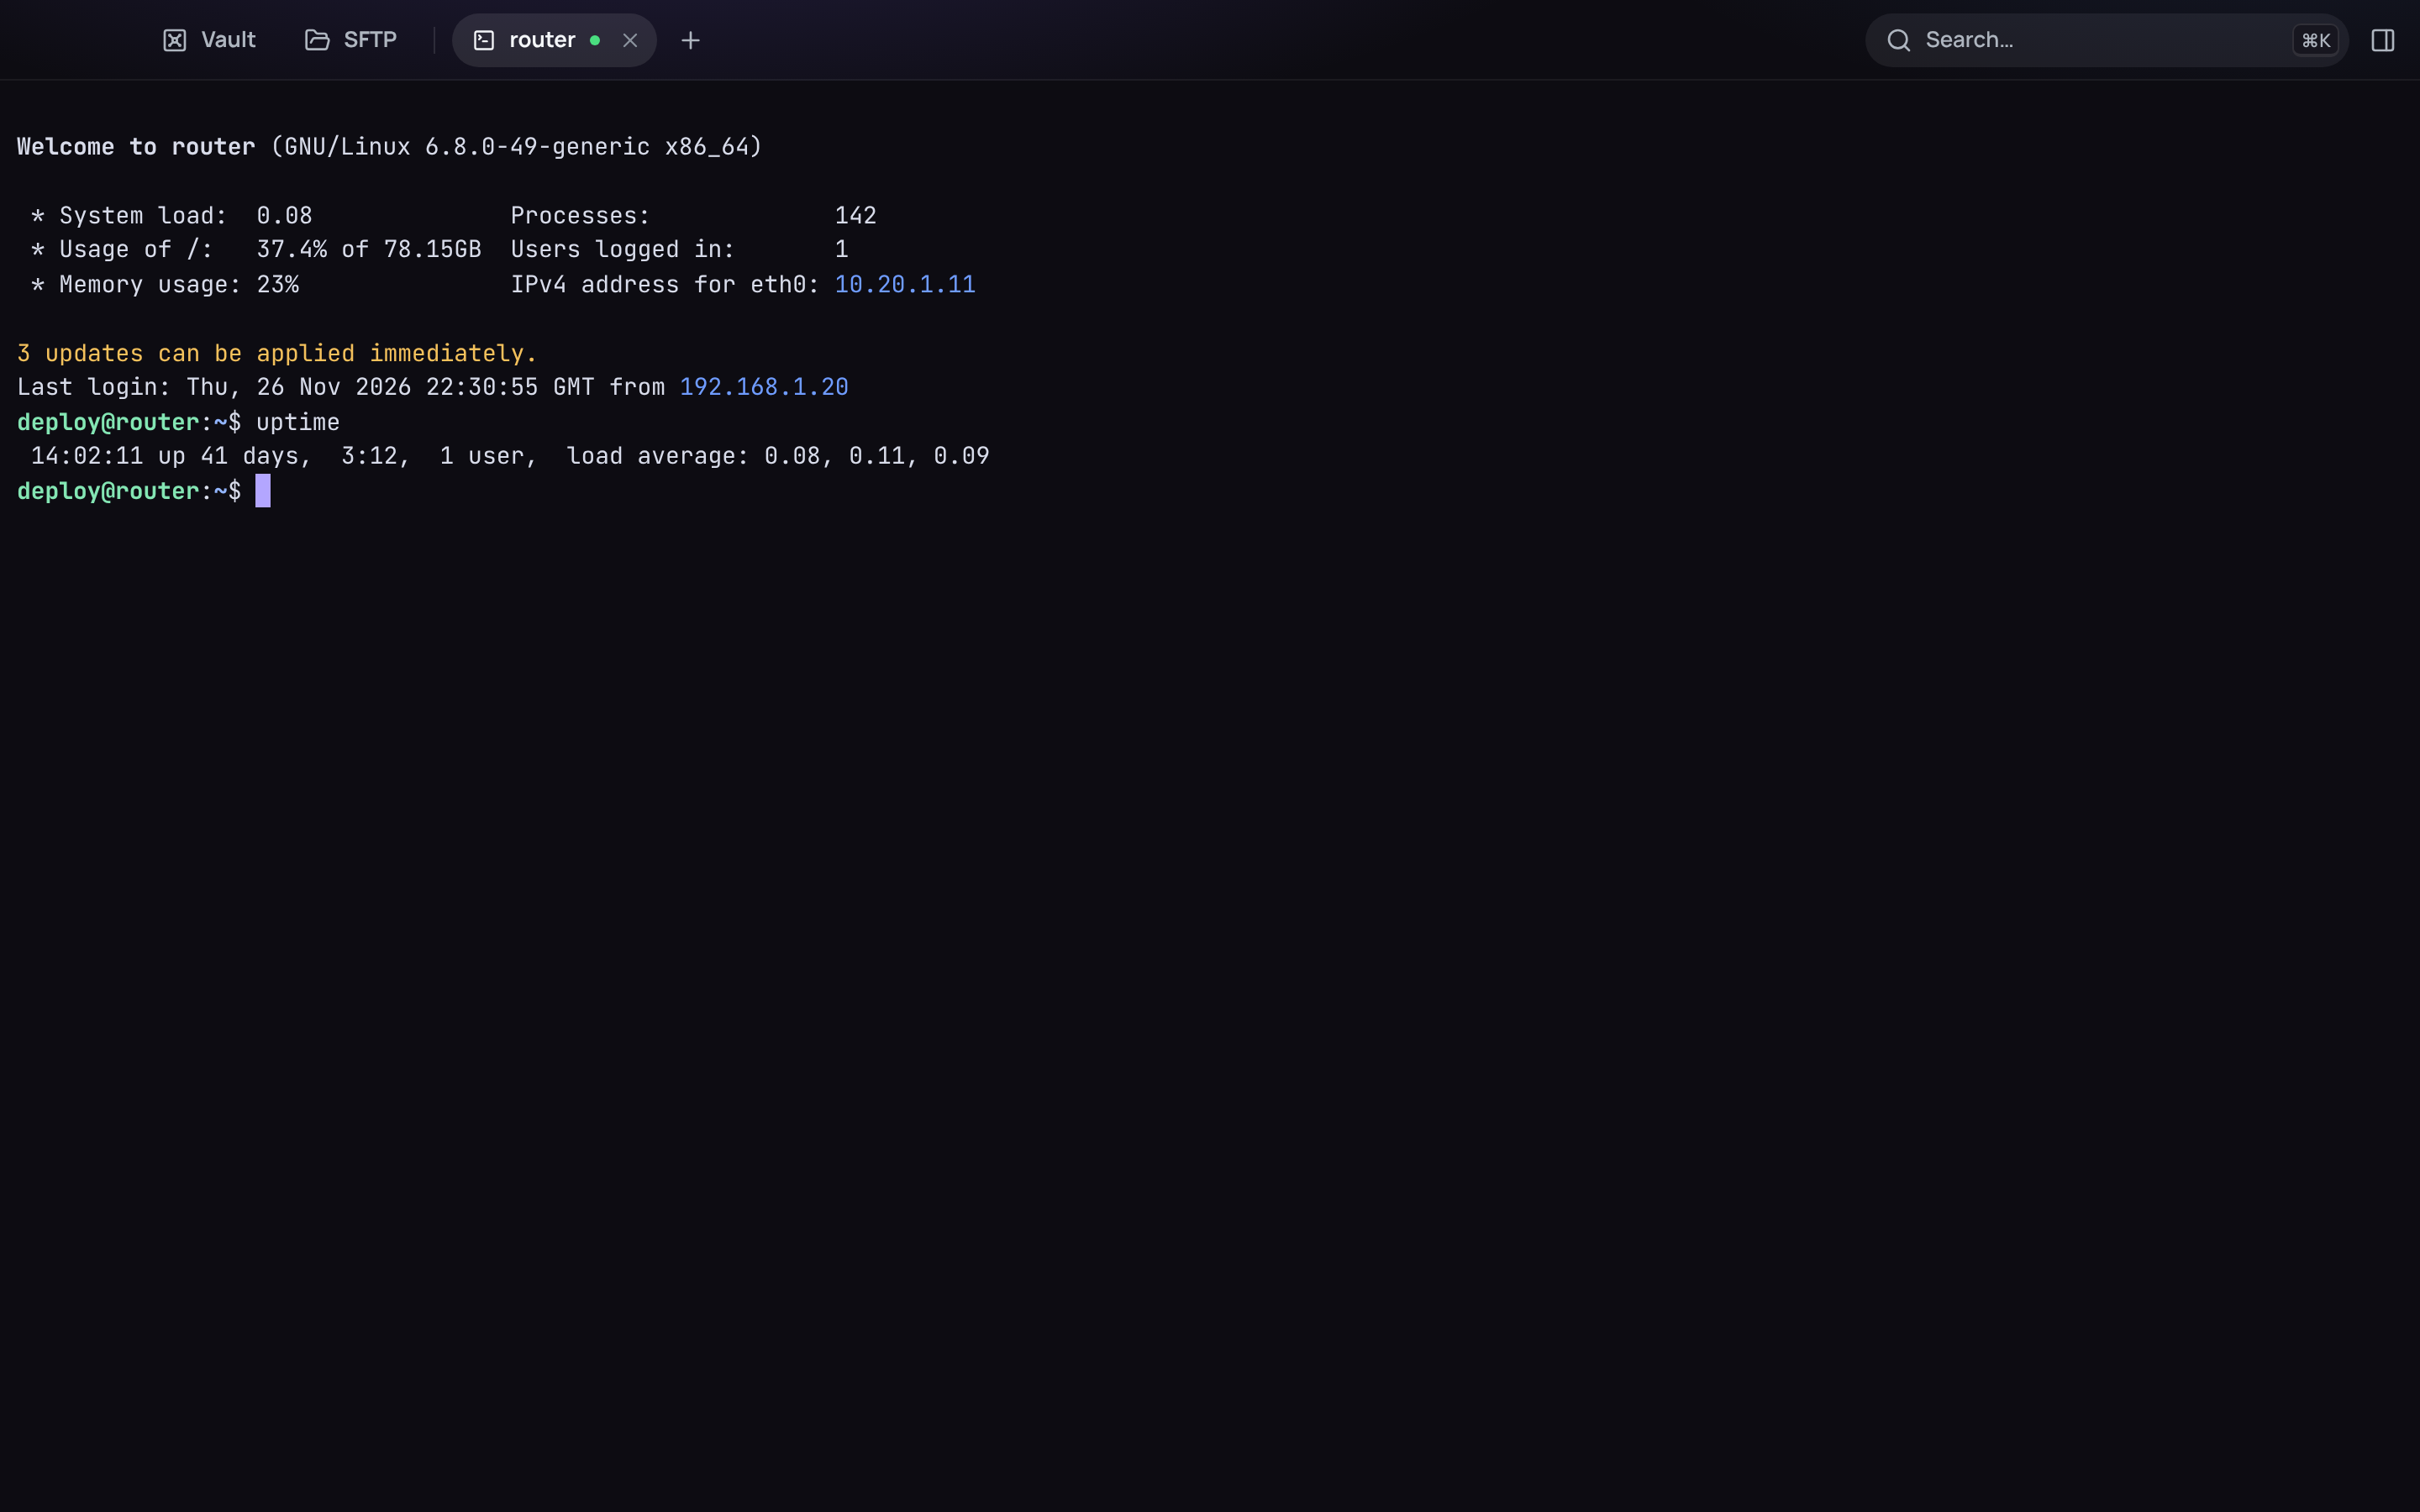 Vault SFTP router Search... ⌘K
Welcome to router (GNU/Linux 6.8.0-49-generic x86_64)
* System load:  0.08              Processes:             142
* Usage of /:   37.4% of 78.15GB  Users logged in:       1
* Memory usage: 23%               IPv4 address for eth0: 10.20.1.11
3 updates can be applied immediately.
Last login: Thu, 26 Nov 2026 22:30:55 GMT from 192.168.1.20
deploy@router:~$ uptime
14:02:11 up 41 days,  3:12,  1 user,  load average: 0.08, 0.11, 0.09
deploy@router:~$